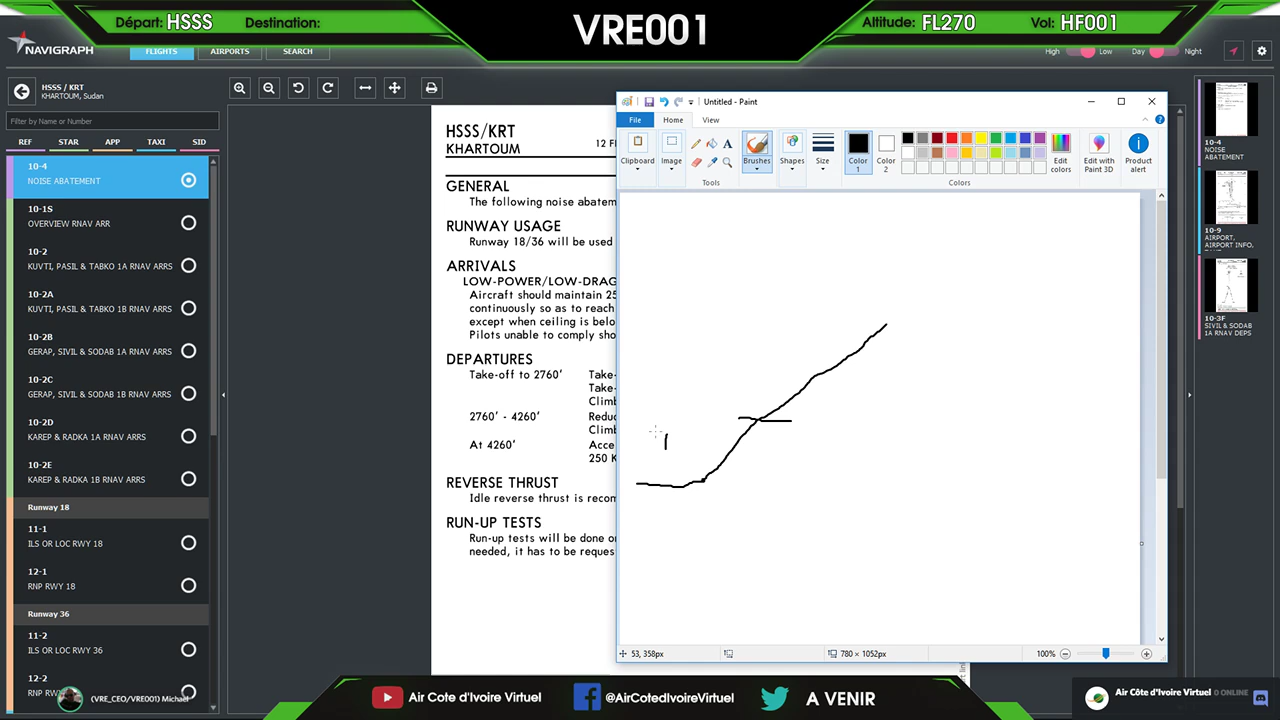 Départ: HSSS
Destination:
VRE001
Altitude: FL270
Vol: HF001
NAVIGRAPH
FLIGHTS
AIRPORTS
SEARCH
High
Low
Day
Night
HSSS / KRT
KHARTOUM, Sudan
Filter by Name or Number
REF
STAR
APP
TAXI
SID
10-4
NOISE ABATEMENT
10-1S
OVERVIEW RNAV ARR
10-2
KUVTI, PASIL & TABKO 1A RNAV ARRS
10-2A
KUVTI, PASIL & TABKO 1B RNAV ARRS
10-2B
GERAP, SIVIL & SODAB 1A RNAV ARRS
10-2C
GERAP, SIVIL & SODAB 1B RNAV ARRS
10-2D
KAREP & RADKA 1A RNAV ARRS
10-2E
KAREP & RADKA 1B RNAV ARRS
Runway 18
11-1
ILS OR LOC RWY 18
12-1
RNP RWY 18
Runway 36
11-2
ILS OR LOC RWY 36
12-2
(VRE_CEO/VRE001) Michael
HSSS/KRT
KHARTOUM
12
GENERAL
The following noise abatem
RUNWAY USAGE
Runway 18/36 will be used
ARRIVALS
LOW-POWER/LOW-DRAG
Aircraft should maintain 25
continuously so as to reach
except when ceiling is belo
Pilots unable to comply sho
DEPARTURES
Take-off to 2760' Take-
Take-
Climb
2760' - 4260' Reduc
Climb
At 4260' Acce
250 K
REVERSE THRUST
Idle reverse thrust is recom
RUN-UP TESTS
Run-up tests will be done on
needed, it has to be reques
Untitled - Paint
File
Home
View
Clipboard
Image
Tools
Brushes
Shapes
Size
Color 1
Color 2
Edit colors
Edit with Paint 3D
Product alert
Colors
53, 358px
780 × 1052px
100%
10-4
NOISE
ABATEMENT
10-9
AIRPORT,
AIRPORT INFO,
10-3F
SIVIL & SODAB
1A RNAV DEPS
Air Cote d'Ivoire Virtuel
@AirCotedIvoireVirtuel
A VENIR
Air Côte d'Ivoire Virtuel
0 ONLINE